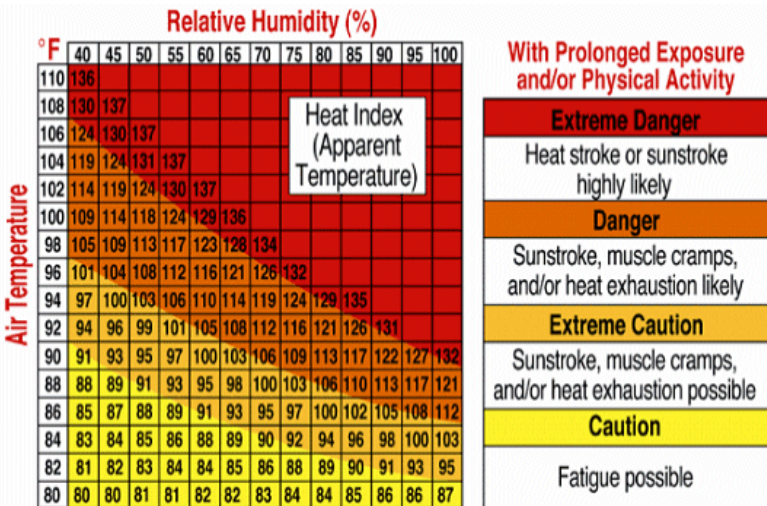 Relative Humidity (%)
°F 40 45 50 55 60 65 70 75 80 85 90 95 100
110 136
108 130 137
106 124 130 137
104 119 124 131 137
102 114 119 124 130 137
100 109 114 118 124 129 136
98 105 109 113 117 123 128 134
96 101 104 108 112 116 121 126 132
94 97 100 103 106 110 114 119 124 129 135
92 94 96 99 101 105 108 112 116 121 126 131
90 91 93 95 97 100 103 106 109 113 117 122 127 132
88 88 89 91 93 95 98 100 103 106 110 113 117 121
86 85 87 88 89 91 93 95 97 100 102 105 108 112
84 83 84 85 86 88 89 90 92 94 96 98 100 103
82 81 82 83 84 84 85 86 88 89 90 91 93 95
80 80 80 81 81 82 82 83 84 84 85 86 86 87
Air Temperature
Heat Index
(Apparent
Temperature)
With Prolonged Exposure
and/or Physical Activity
Extreme Danger
Heat stroke or sunstroke
highly likely
Danger
Sunstroke, muscle cramps,
and/or heat exhaustion likely
Extreme Caution
Sunstroke, muscle cramps,
and/or heat exhaustion possible
Caution
Fatigue possible